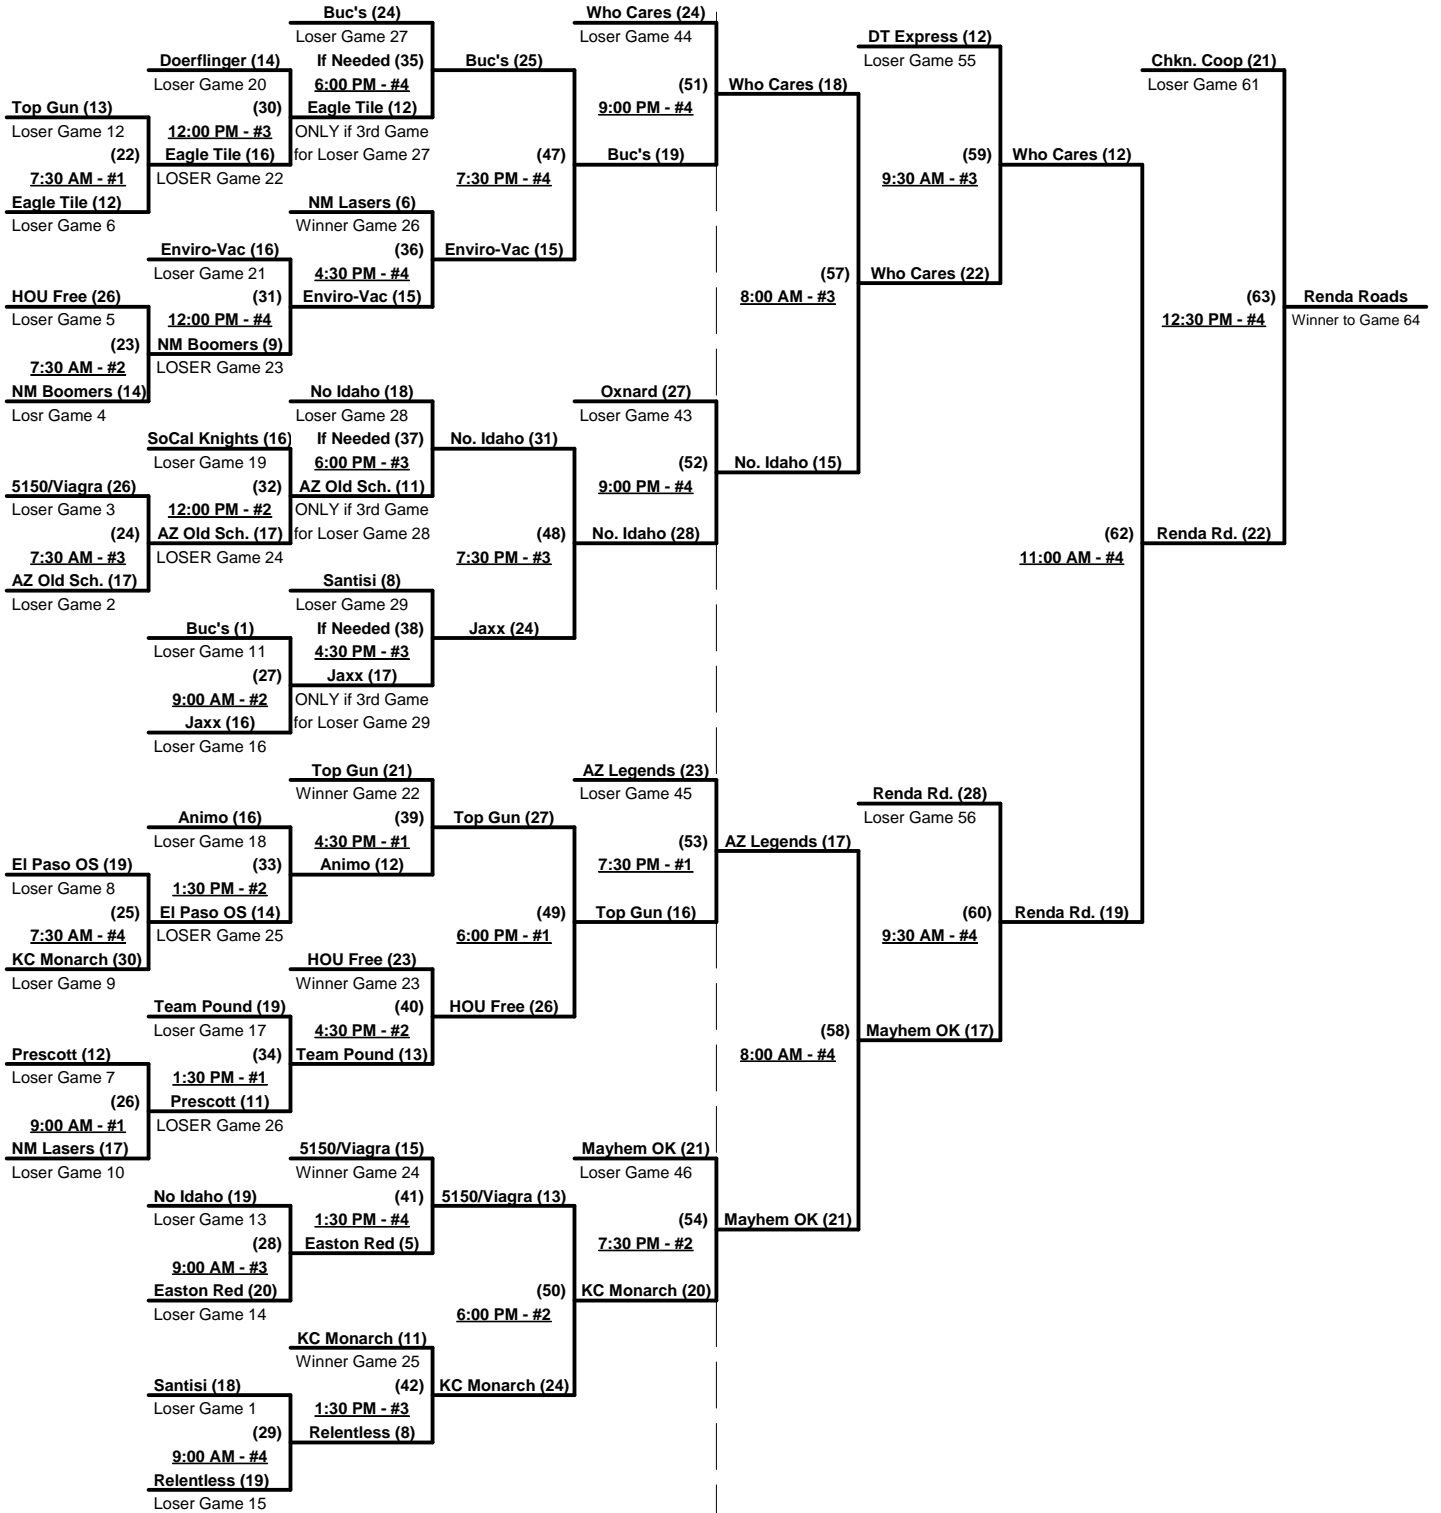 Buc's (24)
Loser Game 27
Doerflinger (14)
If Needed (35)
Loser Game 20
6:00 PM - #4
Top Gun (13)
(30)
Eagle Tile (12)
Loser Game 12
12:00 PM - #3
ONLY if 3rd Game
(22)
Eagle Tile (16)
for Loser Game 27
7:30 AM - #1
LOSER Game 22
Eagle Tile (12)
Loser Game 6
Buc's (25)
(47)
7:30 PM - #4
NM Lasers (6)
Winner Game 26
Enviro-Vac (16)
(36)
Enviro-Vac (15)
Loser Game 21
4:30 PM - #4
HOU Free (26)
(31)
Enviro-Vac (15)
Loser Game 5
12:00 PM - #4
(23)
NM Boomers (9)
7:30 AM - #2
LOSER Game 23
NM Boomers (14)
Losr Game 4
No Idaho (18)
Loser Game 28
SoCal Knights (16)
If Needed (37)
No. Idaho (31)
Loser Game 19
6:00 PM - #3
5150/Viagra (26)
(32)
AZ Old Sch. (11)
Loser Game 3
12:00 PM - #2
ONLY if 3rd Game
(24)
AZ Old Sch. (17)
for Loser Game 28
7:30 AM - #3
LOSER Game 24
AZ Old Sch. (17)
Loser Game 2
(48)
7:30 PM - #3
Santisi (8)
Loser Game 29
Buc's (1)
If Needed (38)
Jaxx (24)
Loser Game 11
4:30 PM - #3
(27)
Jaxx (17)
9:00 AM - #2
ONLY if 3rd Game
Jaxx (16)
for Loser Game 29
Loser Game 16
Top Gun (21)
Winner Game 22
Animo (16)
(39)
Top Gun (27)
Loser Game 18
4:30 PM - #1
El Paso OS (19)
(33)
Animo (12)
Loser Game 8
1:30 PM - #2
(25)
El Paso OS (14)
7:30 AM - #4
LOSER Game 25
KC Monarch (30)
Loser Game 9
(49)
6:00 PM - #1
HOU Free (23)
Winner Game 23
Team Pound (19)
(40)
HOU Free (26)
Loser Game 17
4:30 PM - #2
Prescott (12)
(34)
Team Pound (13)
Loser Game 7
1:30 PM - #1
(26)
Prescott (11)
9:00 AM - #1
LOSER Game 26
NM Lasers (17)
Loser Game 10
5150/Viagra (15)
Winner Game 24
No Idaho (19)
(41)
5150/Viagra (13)
Loser Game 13
1:30 PM - #4
(28)
Easton Red (5)
9:00 AM - #3
Easton Red (20)
Loser Game 14
(50)
6:00 PM - #2
KC Monarch (11)
Winner Game 25
Santisi (18)
(42)
KC Monarch (24)
Loser Game 1
1:30 PM - #3
(29)
Relentless (8)
9:00 AM - #4
Relentless (19)
Loser Game 15
Who Cares (24)
Loser Game 44
(51)
9:00 PM - #4
Buc's (19)
Who Cares (18)
Oxnard (27)
Loser Game 43
(52)
9:00 PM - #4
No. Idaho (28)
No. Idaho (15)
(57)
8:00 AM - #3
AZ Legends (23)
Loser Game 45
(53)
7:30 PM - #1
Top Gun (16)
AZ Legends (17)
Mayhem OK (21)
Loser Game 46
(54)
7:30 PM - #2
KC Monarch (20)
Mayhem OK (21)
(58)
8:00 AM - #4
DT Express (12)
Loser Game 55
(59)
9:30 AM - #3
Who Cares (22)
Who Cares (12)
Renda Rd. (28)
Loser Game 56
(60)
9:30 AM - #4
Mayhem OK (17)
Renda Rd. (19)
(62)
11:00 AM - #4
Chkn. Coop (21)
Loser Game 61
(63)
12:30 PM - #4
Renda Rd. (22)
Renda Roads
Winner to Game 64